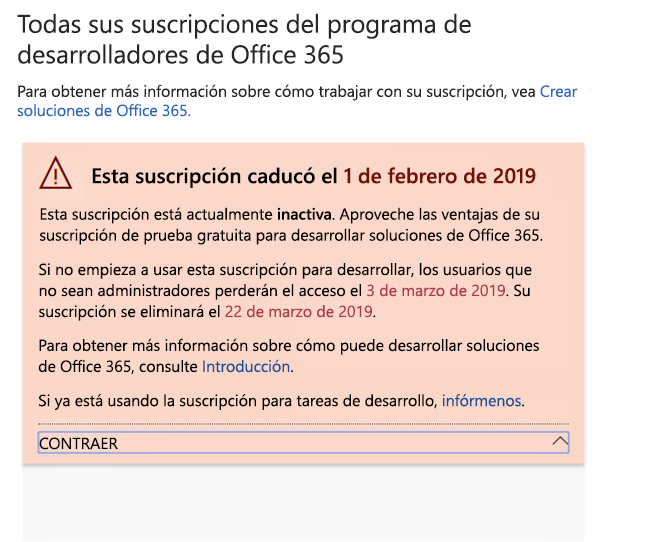 Todas sus suscripciones del programa de
desarrolladores de Office 365
Para obtener más información sobre cómo trabajar con su suscripción, vea Crear
soluciones de Office 365.
Esta suscripción caducó el 1 de febrero de 2019
Esta suscripción está actualmente inactiva. Aproveche las ventajas de su
suscripción de prueba gratuita para desarrollar soluciones de Office 365.
Si no empieza a usar esta suscripción para desarrollar, los usuarios que
no sean administradores perderán el acceso el 3 de marzo de 2019. Su
suscripción se eliminará el 22 de marzo de 2019.
Para obtener más información sobre cómo puede desarrollar soluciones
de Office 365, consulte Introducción.
Si ya está usando la suscripción para tareas de desarrollo, infórmenos.
CONTRAER